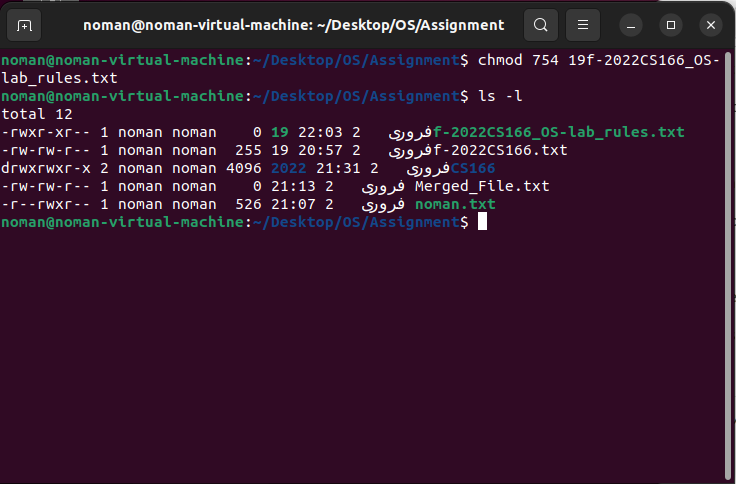 noman@noman-virtual-machine: ~/Desktop/OS/Assignment
noman@noman-virtual-machine:~/Desktop/OS/Assignment$ chmod 754 19f-2022CS166_OS-
lab_rules.txt
noman@noman-virtual-machine:~/Desktop/OS/Assignment$ ls -l
total 12
-rwxr-xr-- 1 noman noman    0 19 22:03 2   فروری f-2022CS166_OS-lab_rules.txt
-rw-rw-r-- 1 noman noman  255 19 20:57 2   فروری f-2022CS166.txt
drwxrwxr-x 2 noman noman 4096 2022 21:31 2   فروری CS166
-rw-rw-r-- 1 noman noman    0 21:13 2   فروری Merged_File.txt
-r--rwxr-- 1 noman noman  526 21:07 2   فروری noman.txt
noman@noman-virtual-machine:~/Desktop/OS/Assignment$